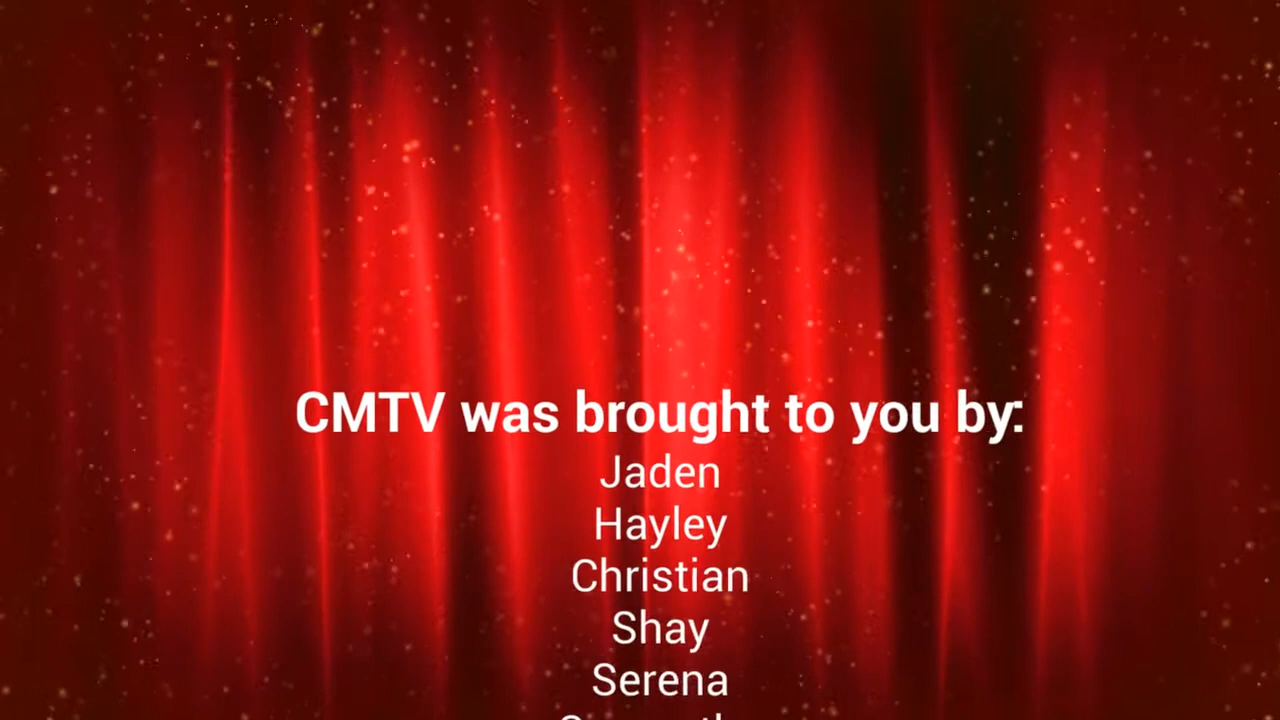 CMTV was brought to you by:
Jaden
Hayley
Christian
Shay
Serena